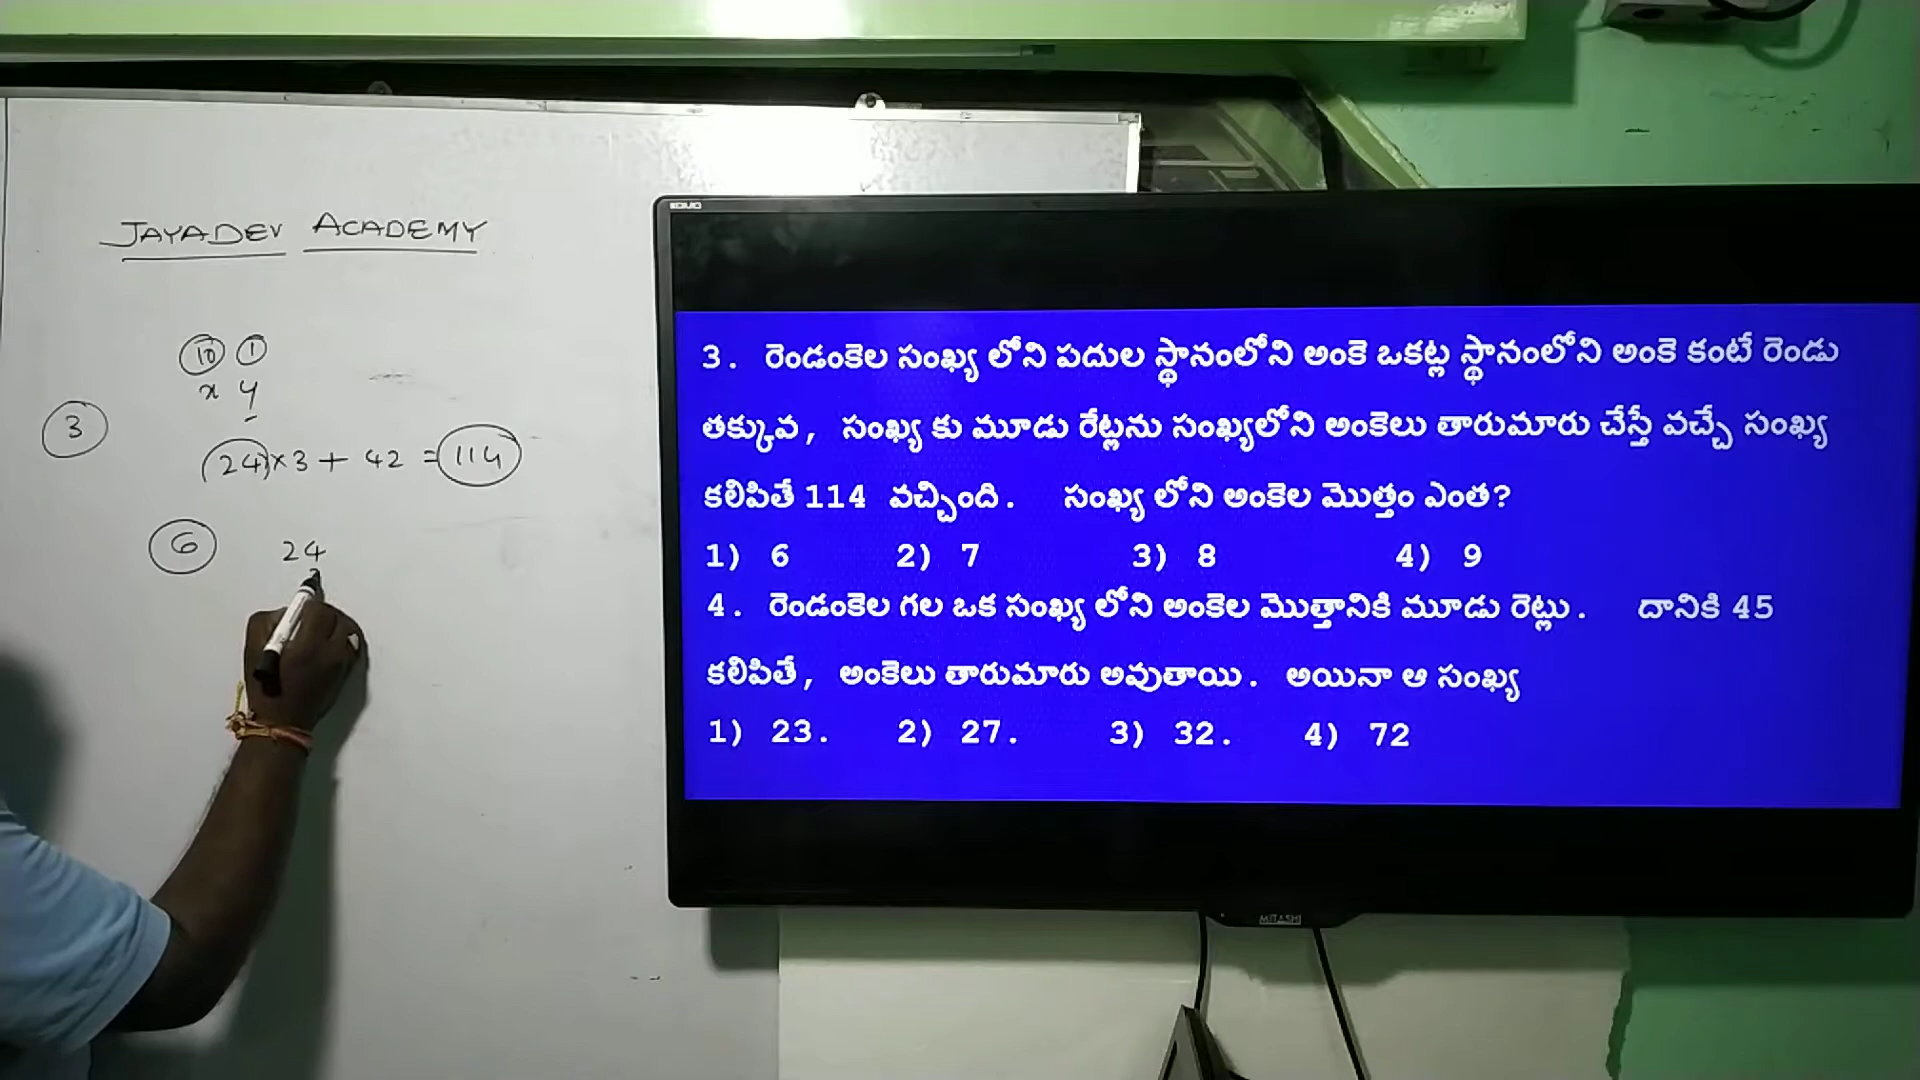 JAYADEV ACADEMY
10 1
x y
3
(24)×3 + 42 = 114
6
24
3. రెండంకెల సంఖ్య లోని పదుల స్థానంలోని అంకె ఒకట్ల స్థానంలోని అంకె కంటే రెండు
తక్కువ, సంఖ్య కు మూడు రేట్లను సంఖ్యలోని అంకెలు తారుమారు చేస్తే వచ్చే సంఖ్య
కలిపితే 114 వచ్చింది. సంఖ్య లోని అంకెల మొత్తం ఎంత?
1) 6 2) 7 3) 8 4) 9
4. రెండంకెల గల ఒక సంఖ్య లోని అంకెల మొత్తానికి మూడు రెట్లు. దానికి 45
కలిపితే, అంకెలు తారుమారు అవుతాయి. అయినా ఆ సంఖ్య
1) 23. 2) 27. 3) 32. 4) 72
MITASHI